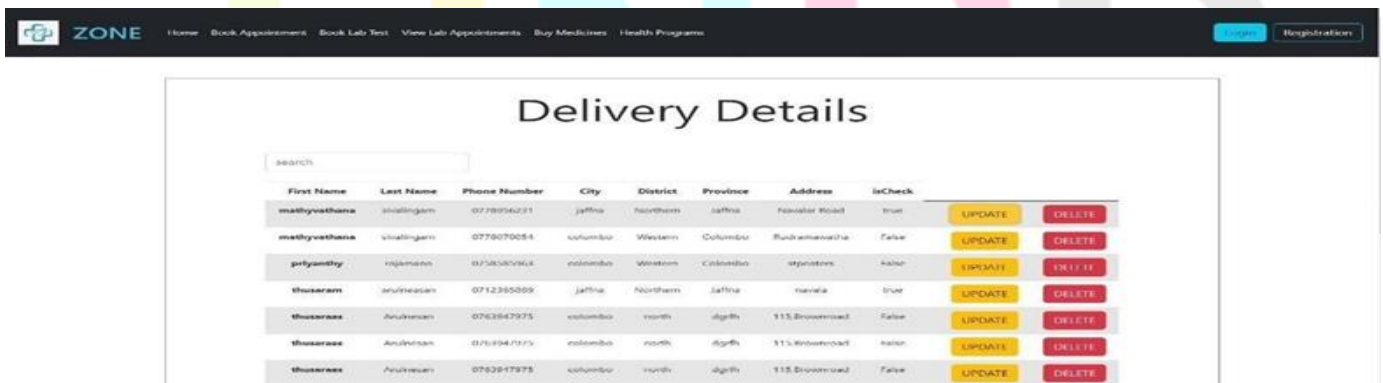 ZONE Home Book Appointment Book Lab Test View Lab Appointments Buy Medicines Health Programs Login Registration
Delivery Details
search
First Name Last Name Phone Number City District Province Address isCheck
mathyvathana sivalingam 0778956231 jaffna Northern Jaffna Navalar Road true UPDATE DELETE
mathyvathana sivalingam colombo Western Colombo Rudramawatha False UPDATE DELETE
priyanthy rajamano colombo Western Colombo False UPDATE DELETE
thusaram arulneasan 0712365889 jaffna Northern Jaffna navala true UPDATE DELETE
thusaraas Arulnesan 0763947975 colombo north dgrfh 115,Brownroad False UPDATE DELETE
thusaraas Arulnesan 0763947975 colombo north dgrfh 115,Brownroad False UPDATE DELETE
thusaraas Arulnesan 0763947975 colombo north dgrfh 115,Brownroad False UPDATE DELETE